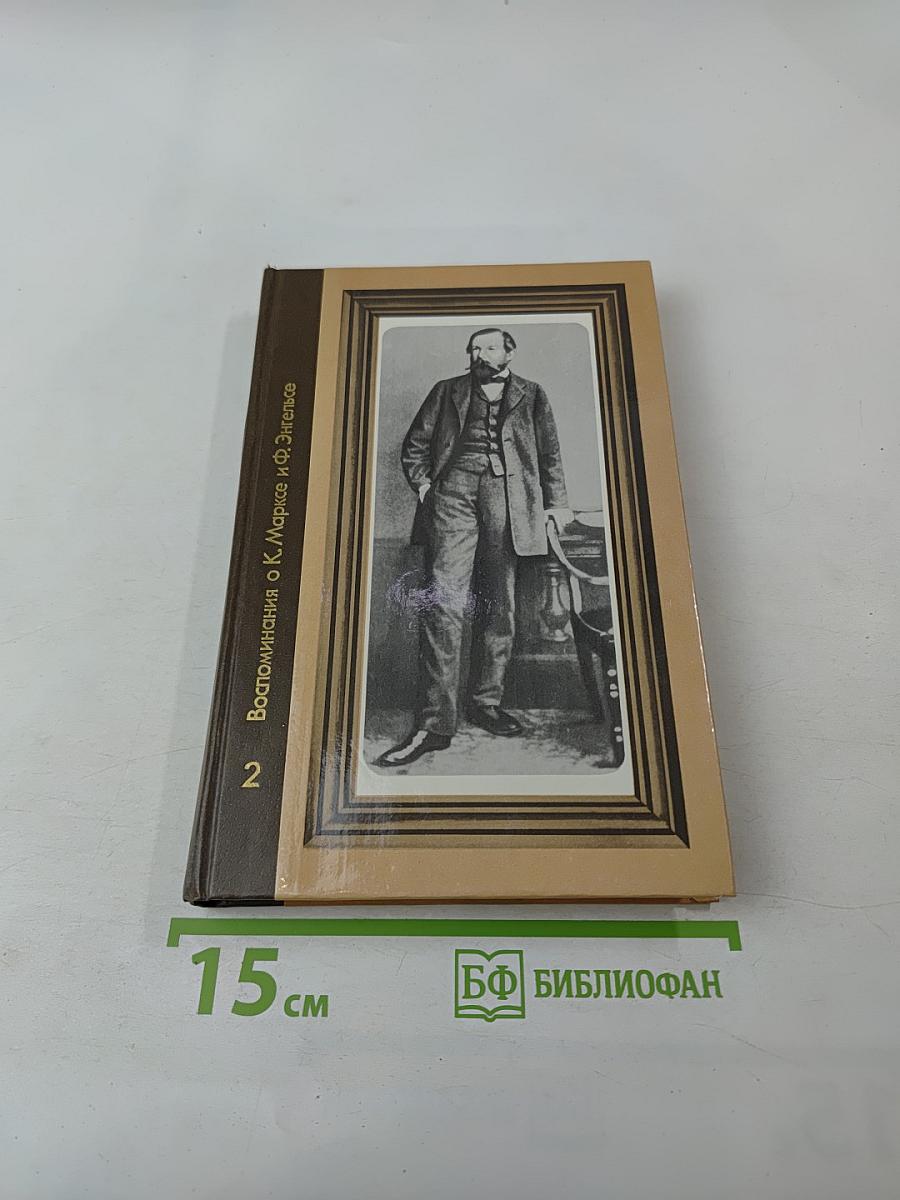 2 Воспоминания о К. Марксе и Ф. Энгельсе
15 см
БФ БИБЛИОФАН